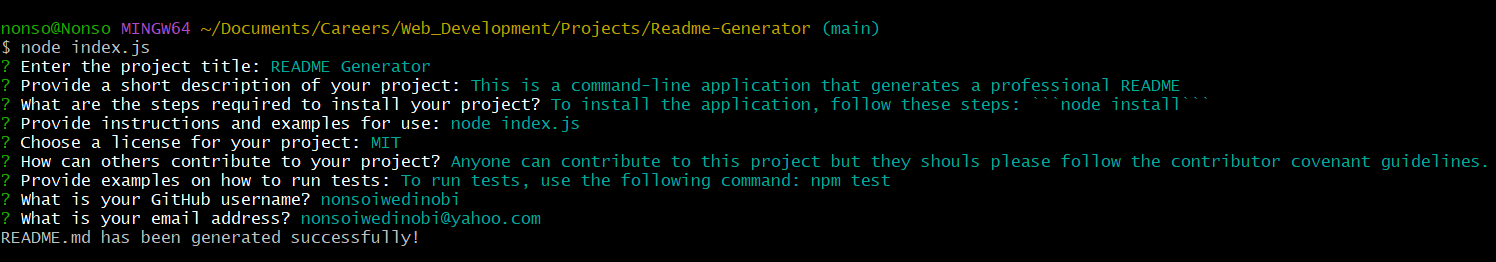 nonso@Nonso MINGW64 ~/Documents/Careers/Web_Development/Projects/Readme-Generator (main)
$ node index.js
? Enter the project title: README Generator
? Provide a short description of your project: This is a command-line application that generates a professional README
? What are the steps required to install your project? To install the application, follow these steps: ```node install```
? Provide instructions and examples for use: node index.js
? Choose a license for your project: MIT
? How can others contribute to your project? Anyone can contribute to this project but they shouls please follow the contributor covenant guidelines.
? Provide examples on how to run tests: To run tests, use the following command: npm test
? What is your GitHub username? nonsoiwedinobi
? What is your email address? nonsoiwedinobi@yahoo.com
README.md has been generated successfully!